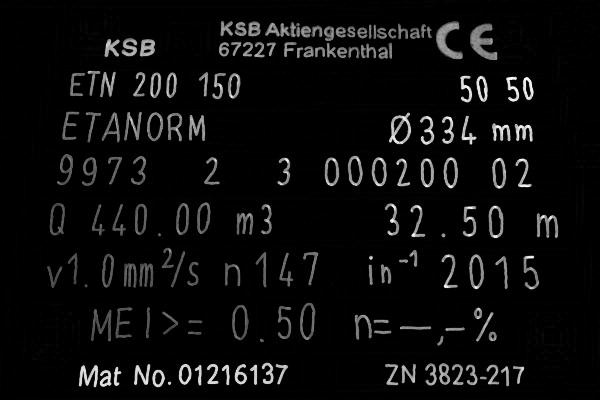 KSB KSB Aktiengesellschaft CE
67227 Frankenthal
ETN 200 150 50 50
ETANORM Ø334 mm
9973 2 3 000200 02
Q 440.00 m3 32.50 m
v1.0mm²/s n147 in⁻¹ 2015
MEI>= 0.50 n=—,-%
Mat No. 01216137 ZN 3823-217